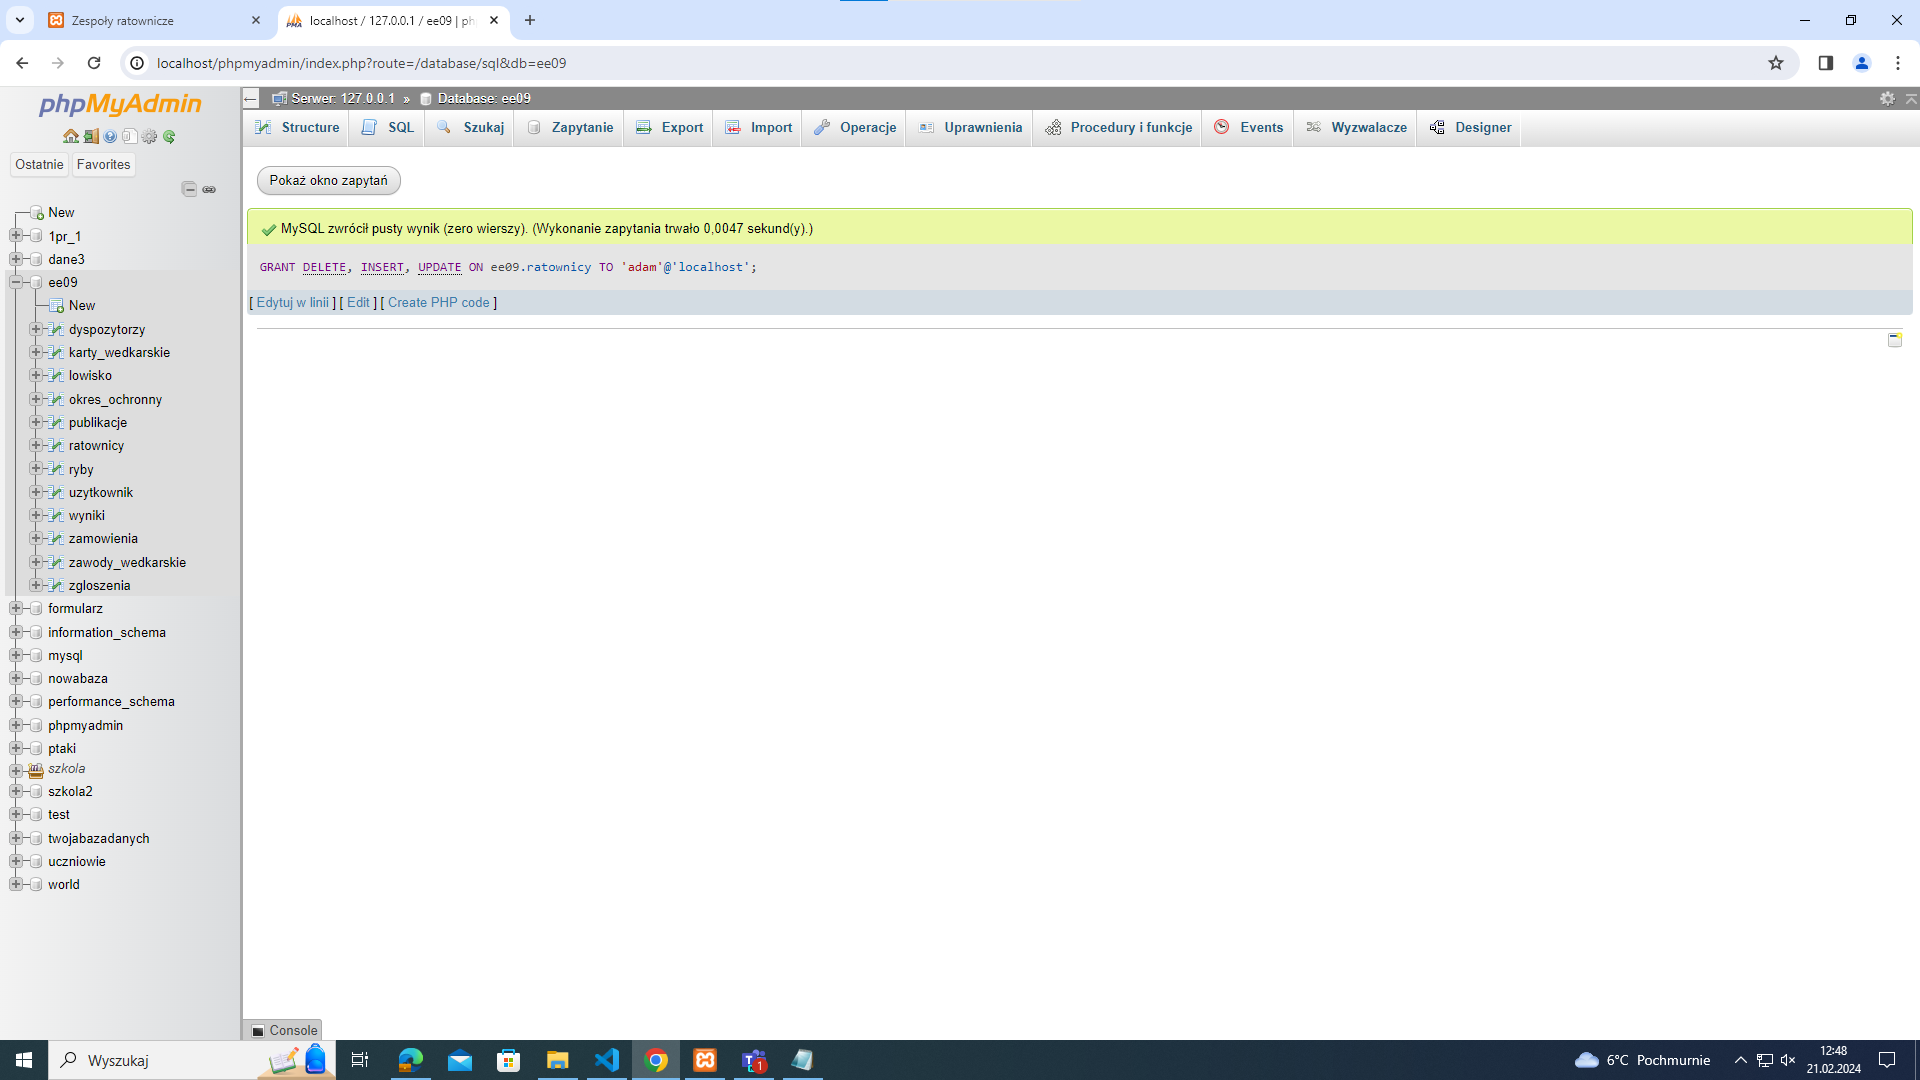 Zespoły ratownicze
localhost / 127.0.0.1 / ee09 | ph
localhost/phpmyadmin/index.php?route=/database/sql&db=ee09
phpMyAdmin
Serwer: 127.0.0.1 » Database: ee09
Structure SQL Szukaj Zapytanie Export Import Operacje Uprawnienia Procedury i funkcje Events Wyzwalacze Designer
Ostatnie Favorites
Pokaż okno zapytań
New
1pr_1
dane3
ee09
New
dyspozytorzy
karty_wedkarskie
lowisko
okres_ochronny
publikacje
ratownicy
ryby
uzytkownik
wyniki
zamowienia
zawody_wedkarskie
zgloszenia
formularz
information_schema
mysql
nowabaza
performance_schema
phpmyadmin
ptaki
szkola
szkola2
test
twojabazadanych
uczniowie
world
MySQL zwrócił pusty wynik (zero wierszy). (Wykonanie zapytania trwało 0,0047 sekund(y).)
GRANT DELETE, INSERT, UPDATE ON ee09.ratownicy TO 'adam'@'localhost';
[ Edytuj w linii ] [ Edit ] [ Create PHP code ]
Console
Wyszukaj
1
6°C Pochmurnie
12:48
21.02.2024